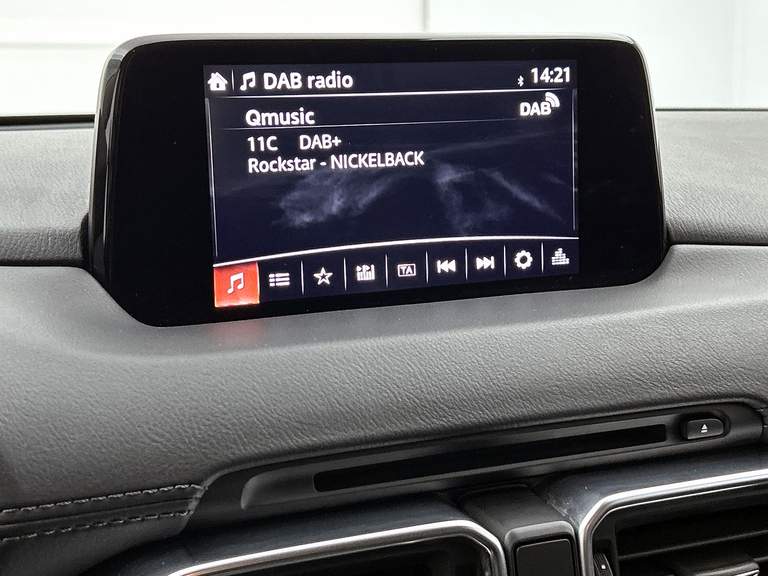 DAB radio 14:21
Qmusic DAB
11C DAB+
Rockstar - NICKELBACK
TA